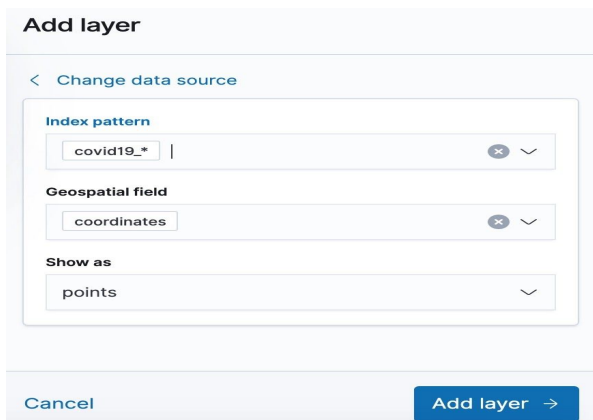 Add layer
Change data source
Index pattern
covid19_*
Geospatial field
coordinates
Show as
points
Cancel
Add layer